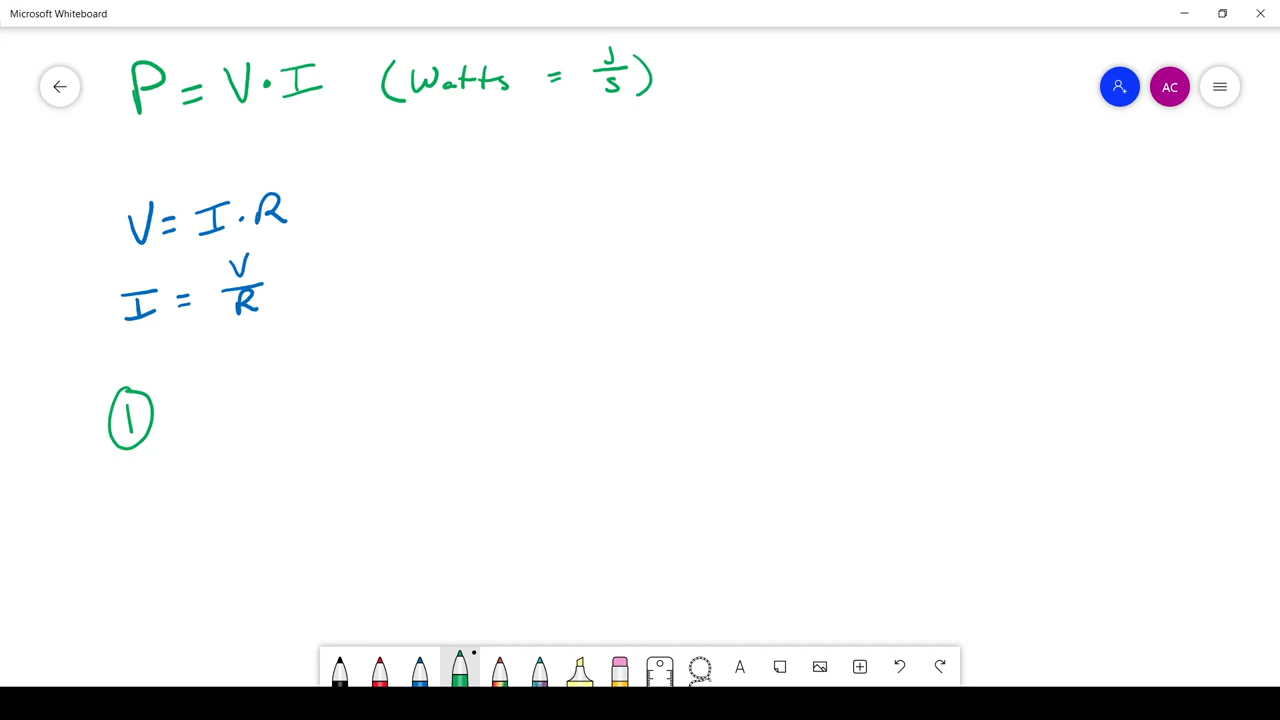 Microsoft Whiteboard
P = V · I (Watts = J/s)
AC
V = I · R
I = V/R
1
A